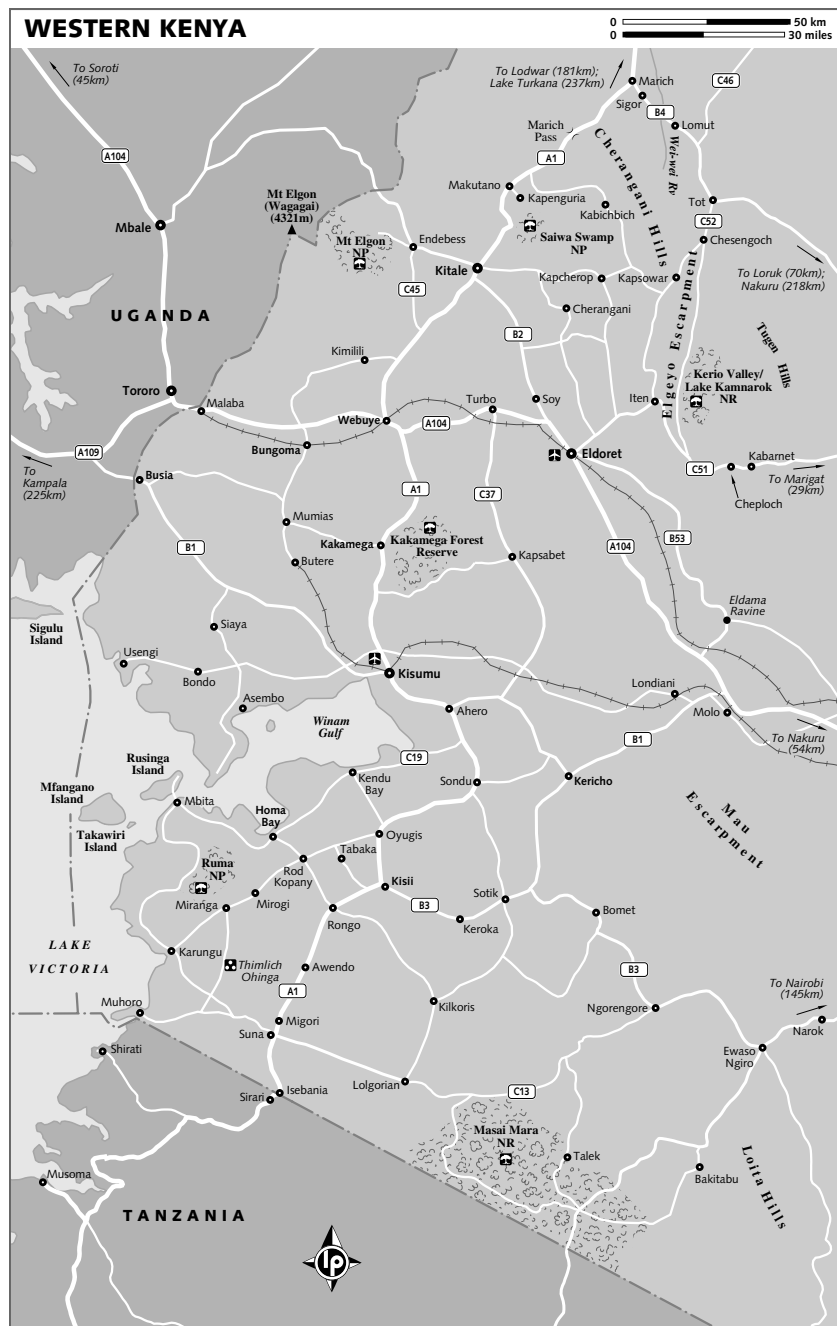 WESTERN KENYA
0 50 km
0 30 miles
To Soroti
(45km)
To Lodwar (181km);
Lake Turkana (237km)
Marich
C46
Sigor
B4
Lomut
Marich
Pass
A1
A104
Cherangani Hills
Wei-wei Rv
Makutano
Kapenguria
Kabichbich
Tot
Mt Elgon
(Wagagai)
(4321m)
Mbale
C52
Saiwa Swamp
NP
Chesengoch
Mt Elgon
NP
Endebess
Kitale
Kapcherop
Kapsowar
To Loruk (70km);
Nakuru (218km)
C45
Cherangani
UGANDA
B2
Elgeyo Escarpment
Tugen Hills
Kimilili
Kerio Valley/
Lake Kamnarok
NR
Tororo
Malaba
Turbo
Soy
Iten
Webuye
A104
Bungoma
A109
To
Kampala
(225km)
Eldoret
Kabarnet
C51
To Marigat
(29km)
Busia
A1
C37
Cheploch
Mumias
B1
Kakamega
Kakamega Forest
Reserve
B53
A104
Butere
Kapsabet
Eldama
Ravine
Sigulu
Island
Siaya
Usengi
Bondo
Kisumu
Londiani
Asembo
Ahero
Molo
Winam
Gulf
B1
To Nakuru
(54km)
C19
Rusinga
Island
Kendu
Bay
Sondu
Kericho
Mfangano
Island
Mbita
Mau
Escarpment
Homa
Bay
Takawiri
Island
Oyugis
Tabaka
Ruma
NP
Rod
Kopany
Kisii
Sotik
Mirogi
Miranga
B3
Bomet
Rongo
Keroka
LAKE
VICTORIA
Karungu
Thimlich
Ohinga
Awendo
B3
A1
Kilkoris
Ngorengore
To Nairobi
(145km)
Muhoro
Migori
Narok
Suna
Shirati
Ewaso
Ngiro
Isebania
Lolgorian
C13
Sirari
Masai Mara
NR
Talek
Loita Hills
Bakitabu
Musoma
TANZANIA
lp